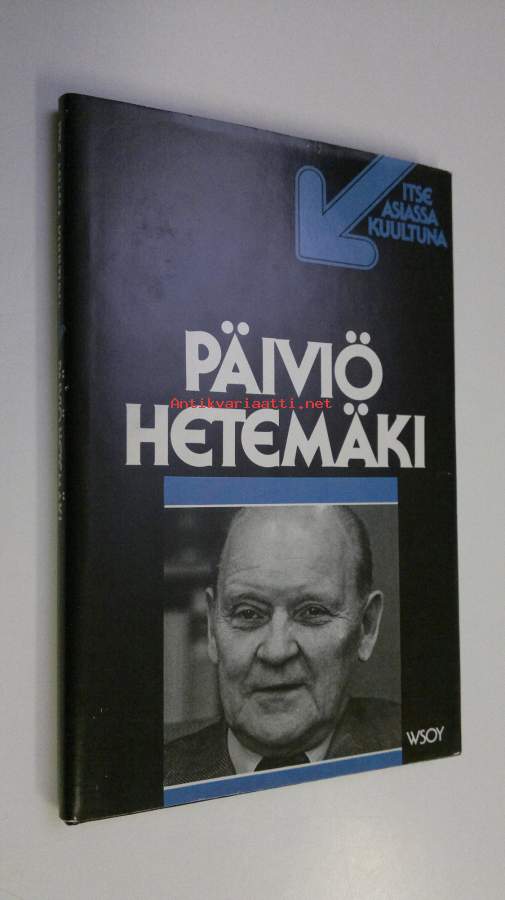 ITSE
ASIASSA
KUULTUNA
PÄIVIÖ
Antikvariaatti.net
HETEMÄKI
WSOY